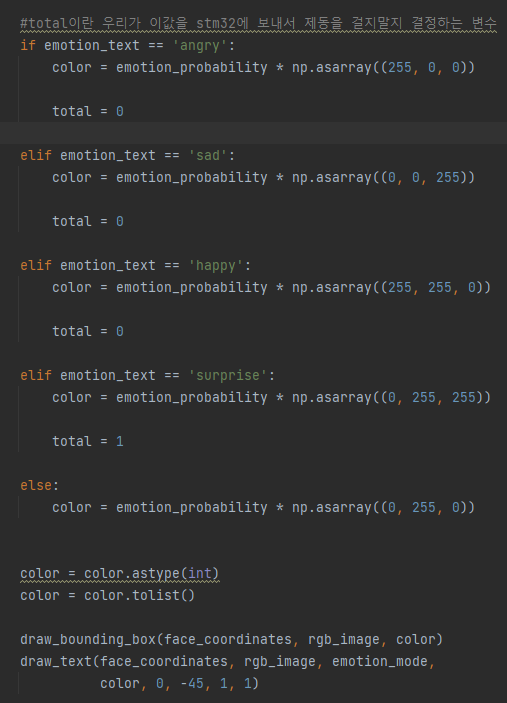 #total이란 우리가 이값을 stm32에 보내서 제동을 걸지말지 결정하는 변수
if emotion_text == 'angry':
    color = emotion_probability * np.asarray((255, 0, 0))
    total = 0
elif emotion_text == 'sad':
    color = emotion_probability * np.asarray((0, 0, 255))
    total = 0
elif emotion_text == 'happy':
    color = emotion_probability * np.asarray((255, 255, 0))
    total = 0
elif emotion_text == 'surprise':
    color = emotion_probability * np.asarray((0, 255, 255))
    total = 1
else:
    color = emotion_probability * np.asarray((0, 255, 0))
color = color.astype(int)
color = color.tolist()
draw_bounding_box(face_coordinates, rgb_image, color)
draw_text(face_coordinates, rgb_image, emotion_mode,
          color, 0, -45, 1, 1)